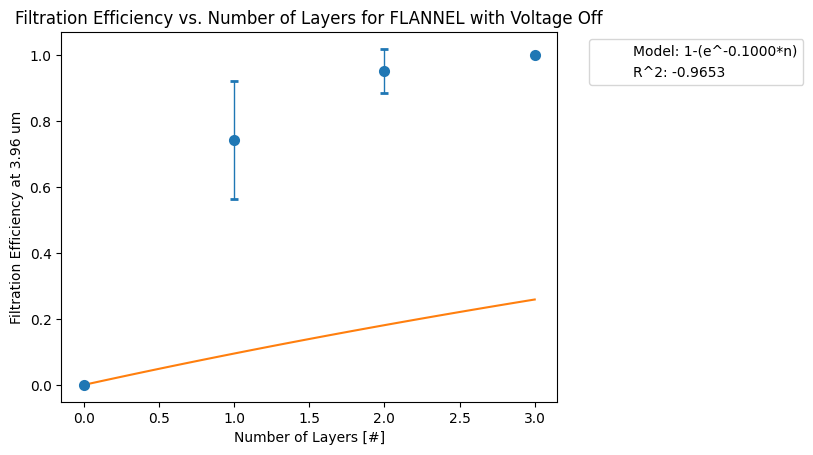 Filtration Efficiency vs. Number of Layers for FLANNEL with Voltage Off
Model: 1-(e^-0.1000*n)
R^2: -0.9653
Filtration Efficiency at 3.96 um
1.0
0.8
0.6
0.4
0.2
0.0
0.0 0.5 1.0 1.5 2.0 2.5 3.0
Number of Layers [#]